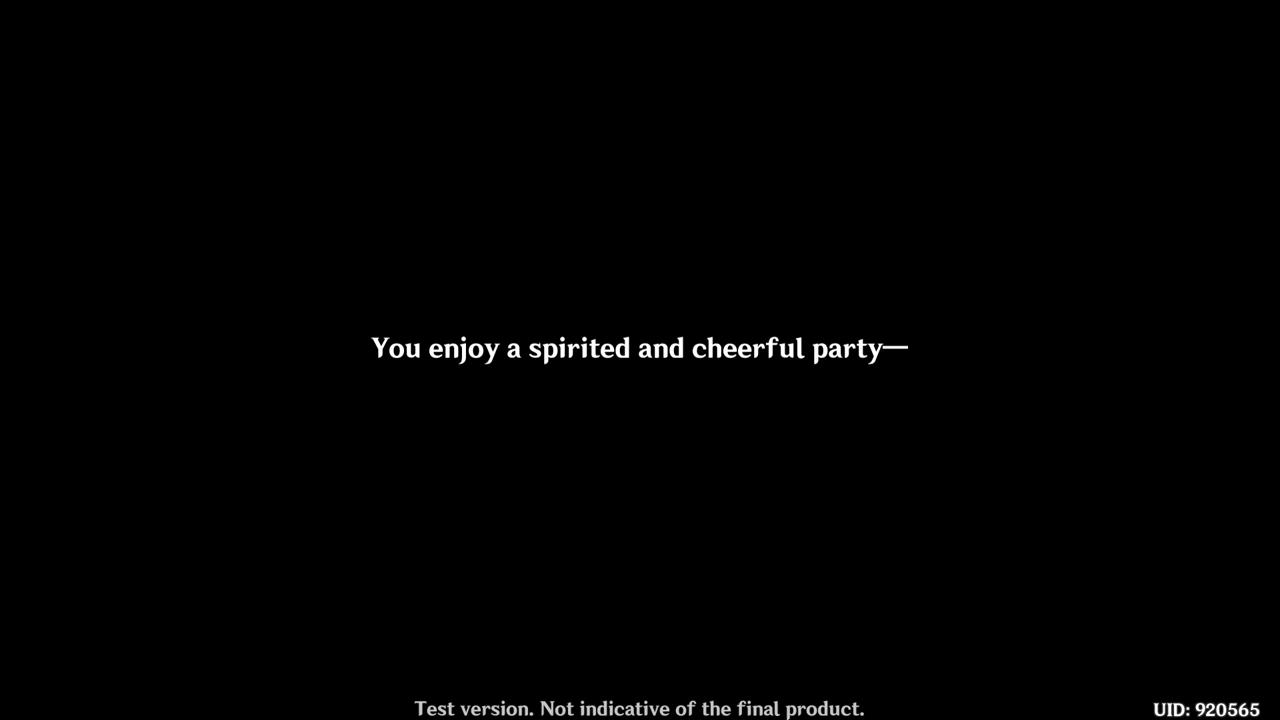 You enjoy a spirited and cheerful party—
Test version. Not indicative of the final product.
UID: 920565